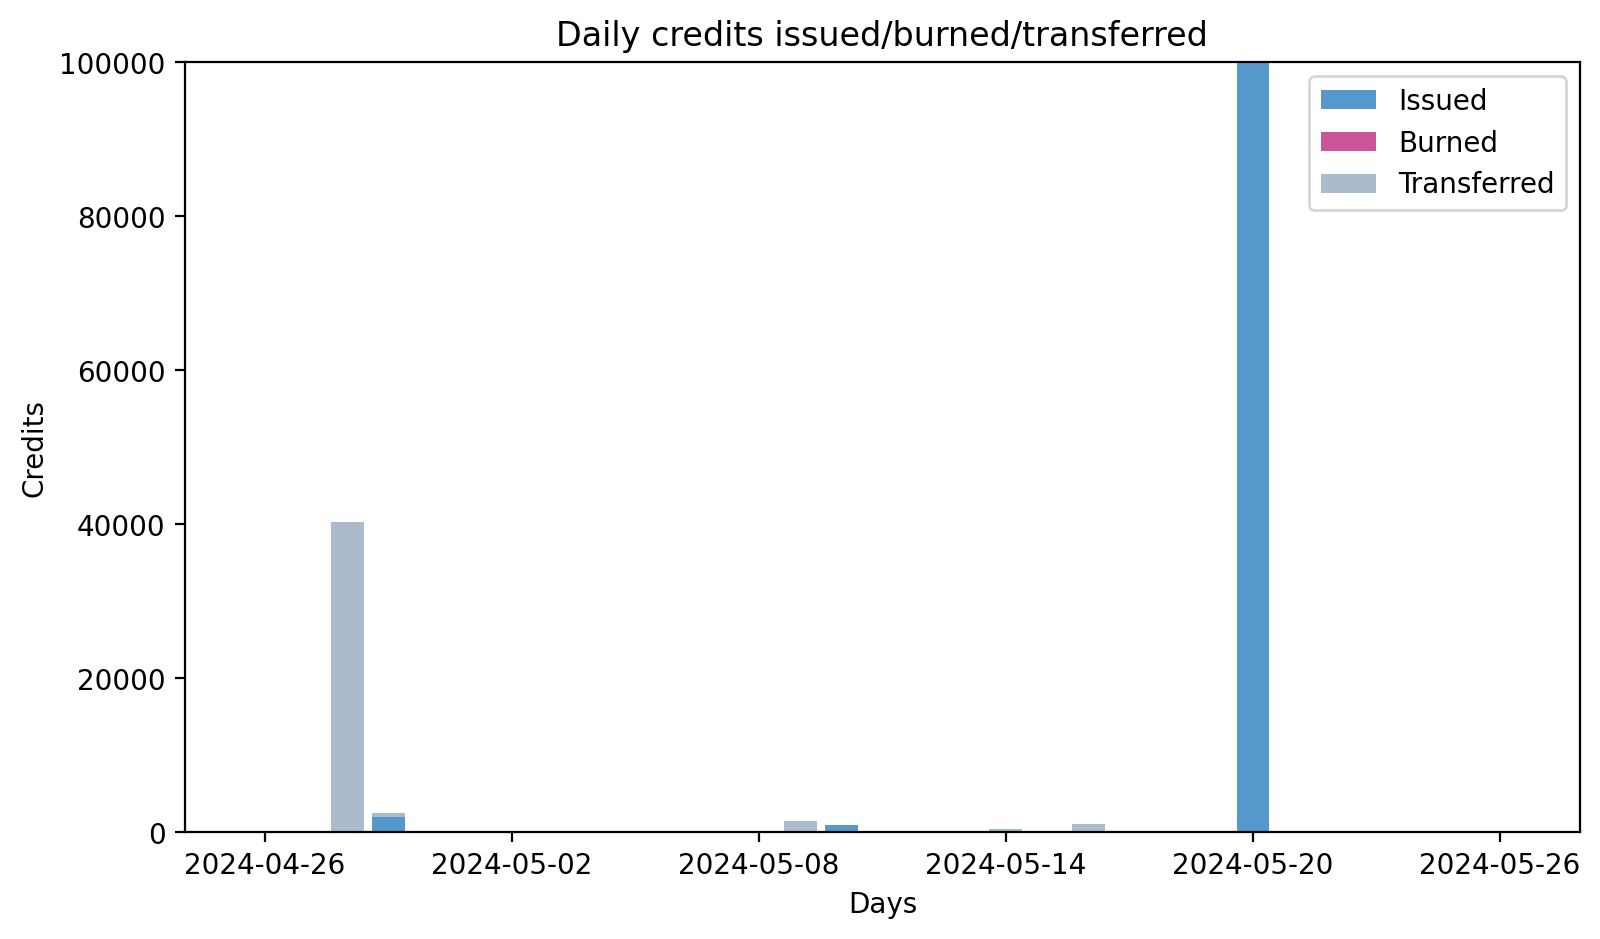 Daily credits issued/burned/transferred
100000
80000
60000
40000
20000
0
Credits
Issued
Burned
Transferred
2024-04-26
2024-05-02
2024-05-08
2024-05-14
2024-05-20
2024-05-26
Days